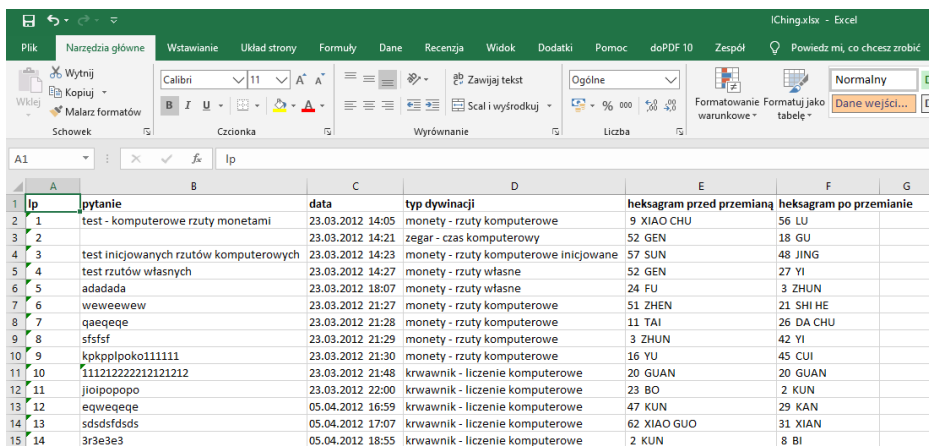 IChing.xlsx - Excel
Plik Narzędzia główne Wstawianie Układ strony Formuły Dane Recenzja Widok Dodatki Pomoc doPDF 10 Zespół Powiedz mi, co chcesz zrobić
Wklej Wytnij Kopiuj Malarz formatów
Calibri 11 A A
B I U A
Zawijaj tekst
Scal i wyśrodkuj
Ogólne
% 000
Formatowanie warunkowe
Formatuj jako tabelę
Normalny
Dane wejści...
Schowek Czcionka Wyrównanie Liczba
A1 fx lp
A B C D E F G
1 lp pytanie data typ dywinacji heksagram przed przemianą heksagram po przemianie
2 1 test - komputerowe rzuty monetami 23.03.2012 14:05 monety - rzuty komputerowe 9 XIAO CHU 56 LU
3 2 23.03.2012 14:21 zegar - czas komputerowy 52 GEN 18 GU
4 3 test inicjowanych rzutów komputerowych 23.03.2012 14:23 monety - rzuty komputerowe inicjowane 57 SUN 48 JING
5 4 test rzutów własnych 23.03.2012 14:27 monety - rzuty własne 52 GEN 27 YI
6 5 adadada 23.03.2012 18:07 monety - rzuty własne 24 FU 3 ZHUN
7 6 weweewew 23.03.2012 21:27 monety - rzuty komputerowe 51 ZHEN 21 SHI HE
8 7 qaeqeqe 23.03.2012 21:28 monety - rzuty komputerowe 11 TAI 26 DA CHU
9 8 sfsfsf 23.03.2012 21:29 monety - rzuty komputerowe 3 ZHUN 42 YI
10 9 kpkpplpoko111111 23.03.2012 21:30 monety - rzuty komputerowe 16 YU 45 CUI
11 10 111212222212121212 23.03.2012 21:48 krwawnik - liczenie komputerowe 20 GUAN 20 GUAN
12 11 jioipopopo 23.03.2012 22:00 krwawnik - liczenie komputerowe 23 BO 2 KUN
13 12 eqweqeqe 05.04.2012 16:59 krwawnik - liczenie komputerowe 47 KUN 29 KAN
14 13 sdsdsfdsds 05.04.2012 17:07 krwawnik - liczenie komputerowe 62 XIAO GUO 31 XIAN
15 14 3r3e3e3 05.04.2012 18:55 krwawnik - liczenie komputerowe 2 KUN 8 BI